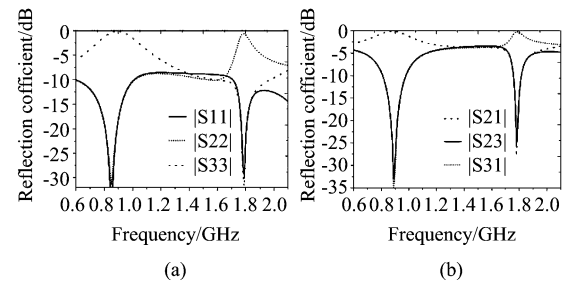 Reflection cofficient/dB
0
-5
-10
-15
-20
-25
-30
|S11|
|S22|
|S33|
0.6 0.8 1.0 1.2 1.4 1.6 1.8 2.0
Frequency/GHz
(a)
Reflection cofficient/dB
0
-5
-10
-15
-20
-25
-30
-35
|S21|
|S23|
|S31|
0.6 0.8 1.0 1.2 1.4 1.6 1.8 2.0
Frequency/GHz
(b)